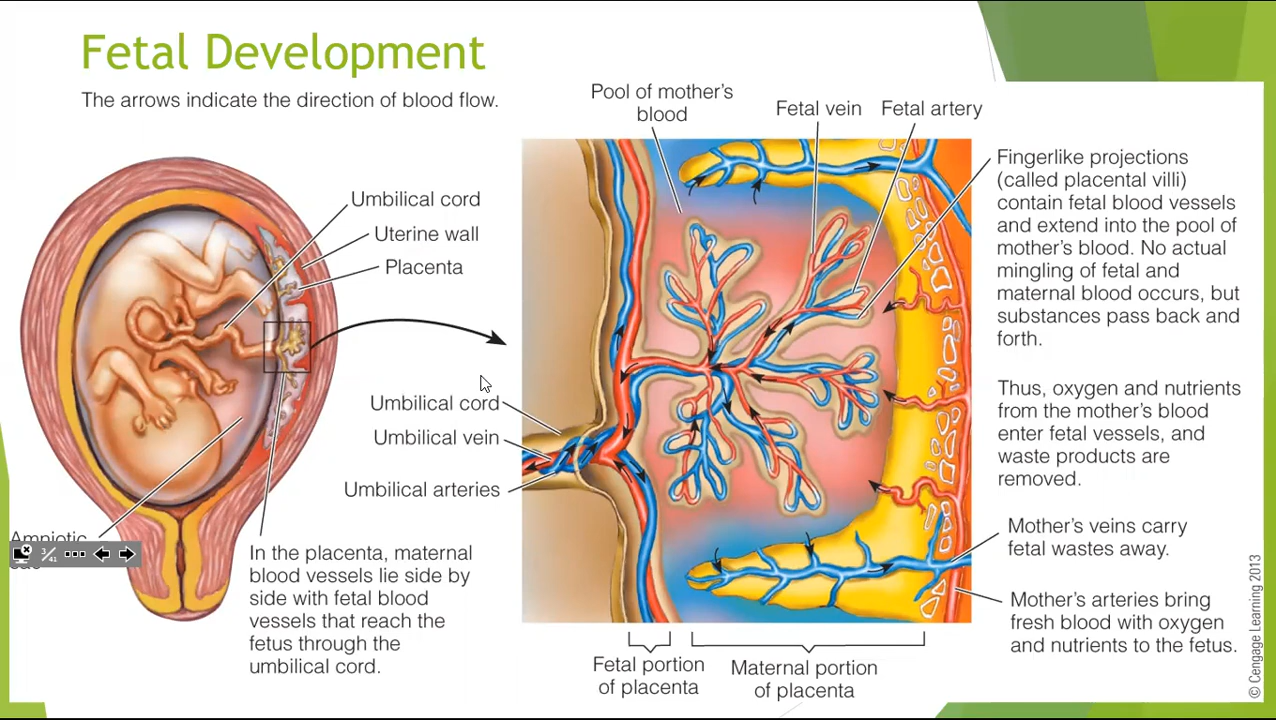 Fetal Development
The arrows indicate the direction of blood flow.
Umbilical cord
Uterine wall
Placenta
Umbilical cord
Umbilical vein
Umbilical arteries
Amniotic
3/41
In the placenta, maternal
blood vessels lie side by
side with fetal blood
vessels that reach the
fetus through the
umbilical cord.
Pool of mother's
blood
Fetal vein
Fetal artery
Fingerlike projections
(called placental villi)
contain fetal blood vessels
and extend into the pool of
mother's blood. No actual
mingling of fetal and
maternal blood occurs, but
substances pass back and
forth.
Thus, oxygen and nutrients
from the mother's blood
enter fetal vessels, and
waste products are
removed.
Mother's veins carry
fetal wastes away.
Mother's arteries bring
fresh blood with oxygen
and nutrients to the fetus.
Fetal portion
of placenta
Maternal portion
of placenta
© Cengage Learning 2013